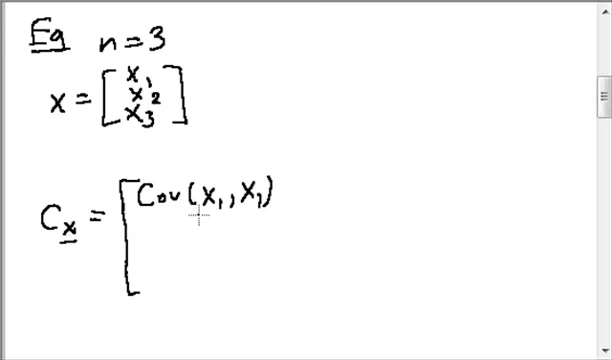 Eg n = 3
x = [ x₁
x₂
x₃ ]
Cₓ = [ Cov(x₁, x₁)